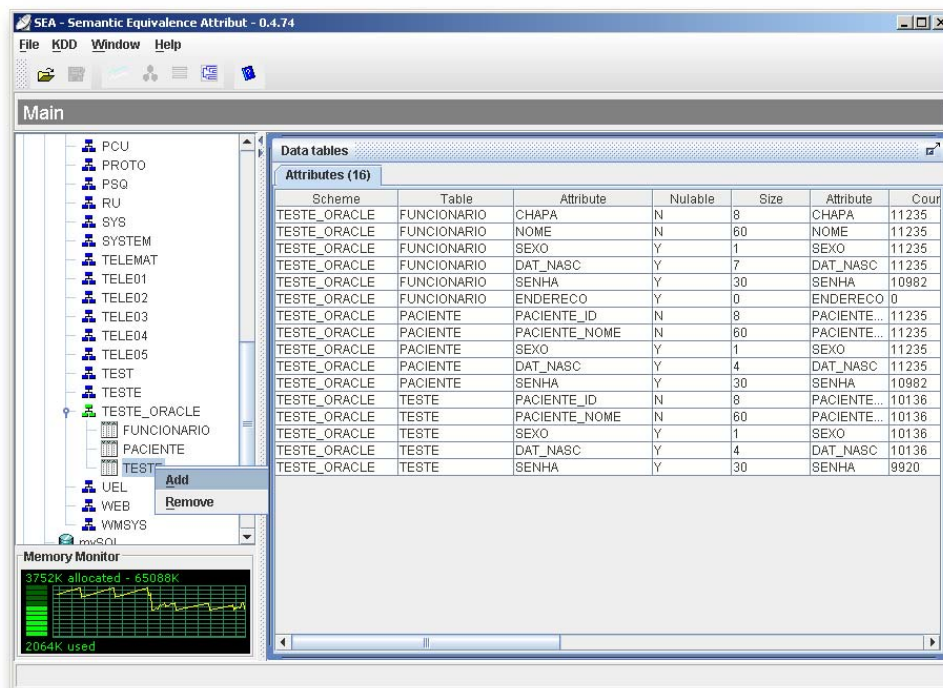 SEA - Semantic Equivalence Attribut - 0.4.74
File KDD Window Help
Main
PCU
PROTO
PSQ
RU
SYS
SYSTEM
TELEMAT
TELE01
TELE02
TELE03
TELE04
TELE05
TEST
TESTE
TESTE_ORACLE
FUNCIONARIO
PACIENTE
TESTE
Add
Remove
UEL
WEB
WMSYS
mySQL
Memory Monitor
3752K allocated - 65088K
2064K used
Data tables
Attributes (16)
Scheme Table Attribute Nulable Size Attribute Cour
TESTE_ORACLE FUNCIONARIO CHAPA N 8 CHAPA 11235
TESTE_ORACLE FUNCIONARIO NOME N 60 NOME 11235
TESTE_ORACLE FUNCIONARIO SEXO Y 1 SEXO 11235
TESTE_ORACLE FUNCIONARIO DAT_NASC Y 7 DAT_NASC 11235
TESTE_ORACLE FUNCIONARIO SENHA Y 30 SENHA 10982
TESTE_ORACLE FUNCIONARIO ENDERECO Y 0 ENDERECO 0
TESTE_ORACLE PACIENTE PACIENTE_ID N 8 PACIENTE... 11235
TESTE_ORACLE PACIENTE PACIENTE_NOME N 60 PACIENTE... 11235
TESTE_ORACLE PACIENTE SEXO Y 1 SEXO 11235
TESTE_ORACLE PACIENTE DAT_NASC Y 4 DAT_NASC 11235
TESTE_ORACLE PACIENTE SENHA Y 30 SENHA 10982
TESTE_ORACLE TESTE PACIENTE_ID N 8 PACIENTE... 10136
TESTE_ORACLE TESTE PACIENTE_NOME N 60 PACIENTE... 10136
TESTE_ORACLE TESTE SEXO Y 1 SEXO 10136
TESTE_ORACLE TESTE DAT_NASC Y 4 DAT_NASC 10136
TESTE_ORACLE TESTE SENHA Y 30 SENHA 9920